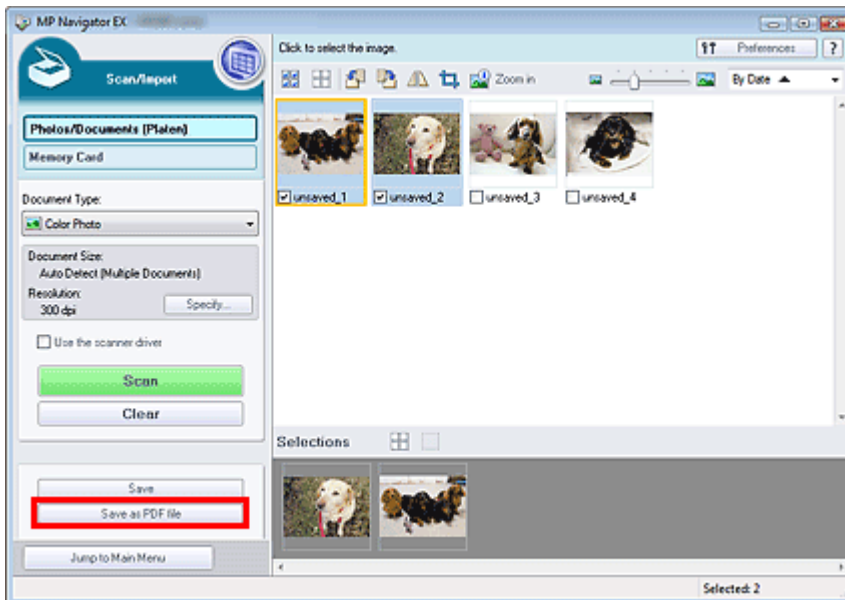 MP Navigator EX
Scan/Import
Photos/Documents (Platen)
Memory Card
Document Type:
Color Photo
Document Size:
Auto Detect (Multiple Documents)
Resolution:
300 dpi
Specify...
Use the scanner driver
Scan
Clear
Save
Save as PDF file
Jump to Main Menu
Click to select the image.
Preferences
?
Zoom in
By Date
unsaved_1
unsaved_2
unsaved_3
unsaved_4
Selections
Selected: 2